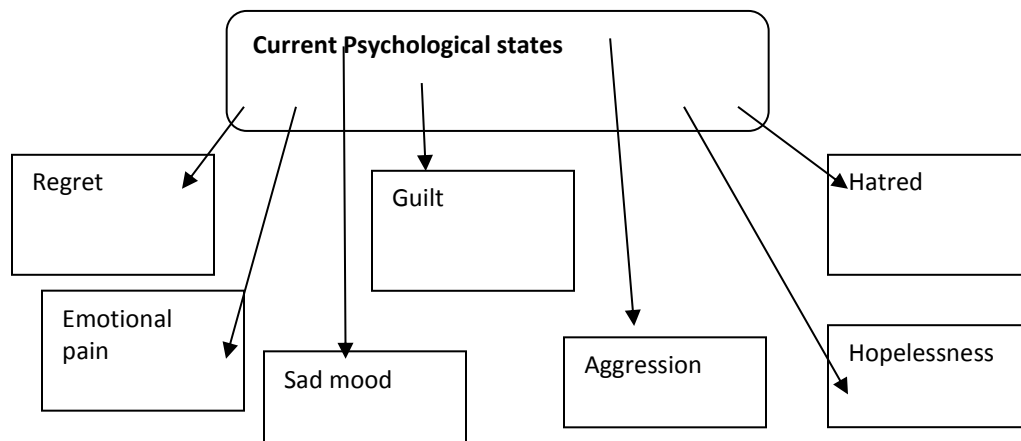 Current Psychological states
Regret
Guilt
Hatred
Emotional
pain
Sad mood
Aggression
Hopelessness